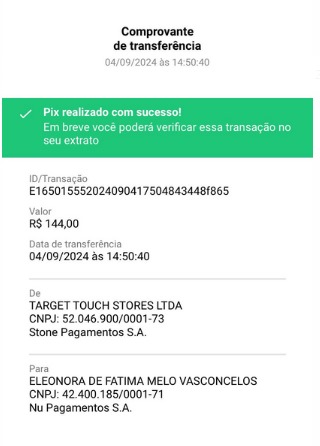 Comprovante
de transferência
04/09/2024 às 14:50:40
Pix realizado com sucesso!
Em breve você poderá verificar essa transação no
seu extrato
ID/Transação
E16501555202409041750484344​8f865
Valor
R$ 144,00
Data de transferência
04/09/2024 às 14:50:40
De
TARGET TOUCH STORES LTDA
CNPJ: 52.046.900/0001-73
Stone Pagamentos S.A.
Para
ELEONORA DE FATIMA MELO VASCONCELOS
CNPJ: 42.400.185/0001-71
Nu Pagamentos S.A.